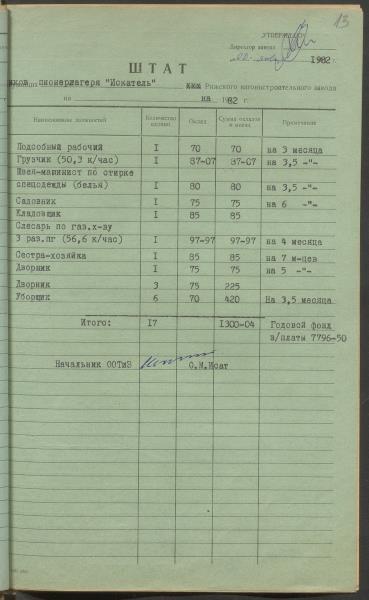 13
УТВЕРЖДАЮ
Директор завода
1982 г.
ШТАТ
пионерлагеря "Искатель" Рижского вагоностроительного завода
на на 1982 г.
Наименование должностей Количество единиц Оклад Сумма окладов в месяц Примечание
Подсобный рабочий I 70 70 на 3 месяца
Грузчик (50,3 к/час) I 87-07 87-07 на 3,5 -"-
Швея-машинист по стирке
спецодежды (белья) I 80 80 на 3,5 -"-
Садовник I 75 75 на 6 -"-
Кладовщик I 85 85
Слесарь по газ.х-ву
3 раз.пг (56,6 к/час) I 97-97 97-97 на 4 месяца
Сестра-хозяйка I 85 85 на 7 м-цев
Дворник I 75 75 на 5 -"-
Дворник 3 75 225
Уборщик 6 70 420 На 3,5 месяца
Итого: I7 I300-04 Годовой фонд
з/платы 7796-50
Начальник ООТиЗ О.М.Исат